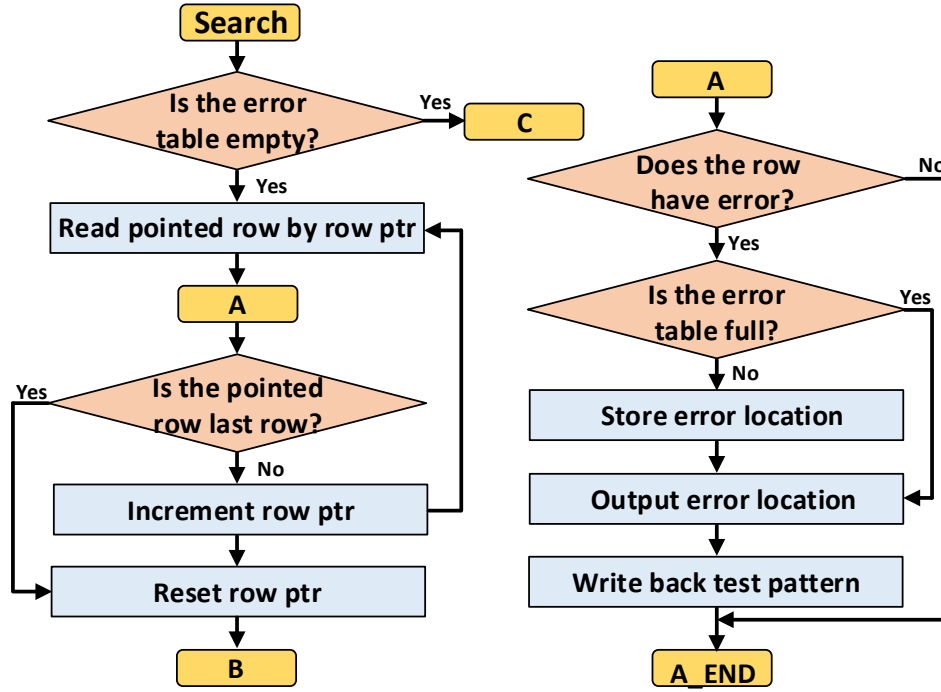 Search
Is the error
table empty?
Yes
C
Yes
Read pointed row by row ptr
A
Is the pointed
row last row?
Yes
No
Increment row ptr
Reset row ptr
B
A
Does the row
have error?
No
Yes
Is the error
table full?
Yes
No
Store error location
Output error location
Write back test pattern
A_END